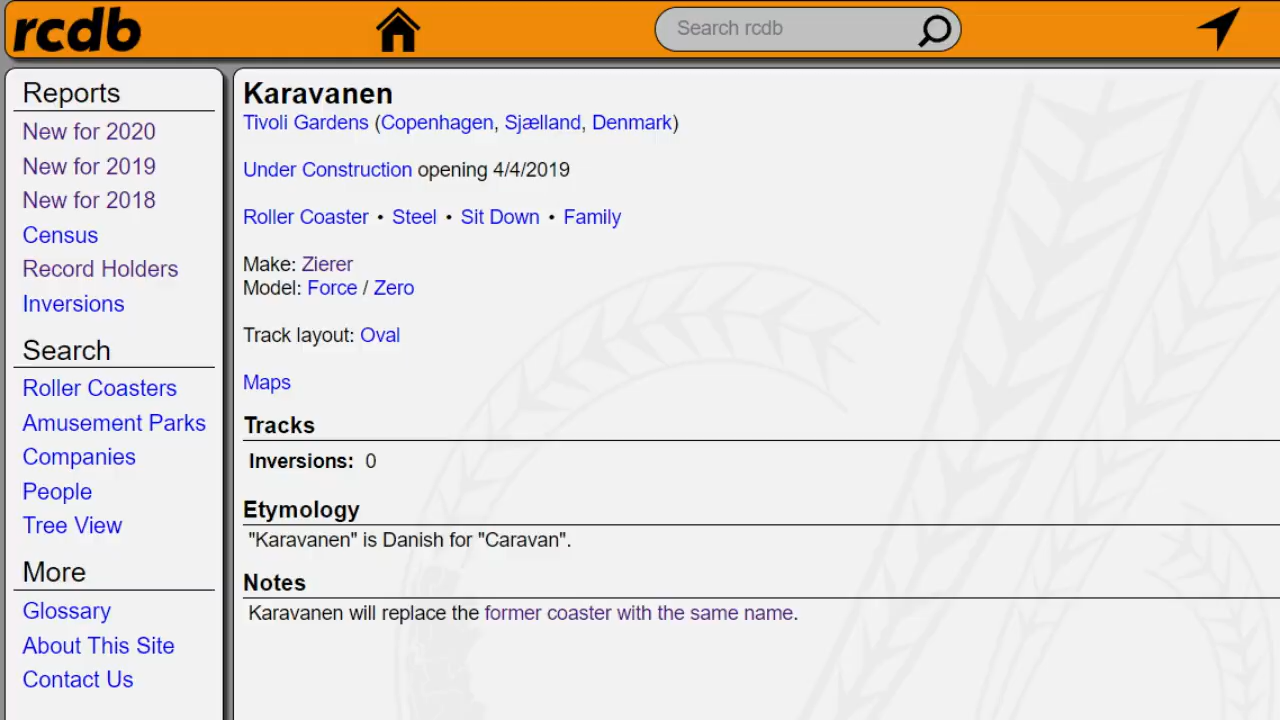 rcdb
Search rcdb
Reports
New for 2020
New for 2019
New for 2018
Census
Record Holders
Inversions
Search
Roller Coasters
Amusement Parks
Companies
People
Tree View
More
Glossary
About This Site
Contact Us
Karavanen
Tivoli Gardens (Copenhagen, Sjælland, Denmark)
Under Construction opening 4/4/2019
Roller Coaster • Steel • Sit Down • Family
Make: Zierer
Model: Force / Zero
Track layout: Oval
Maps
Tracks
Inversions: 0
Etymology
"Karavanen" is Danish for "Caravan".
Notes
Karavanen will replace the former coaster with the same name.